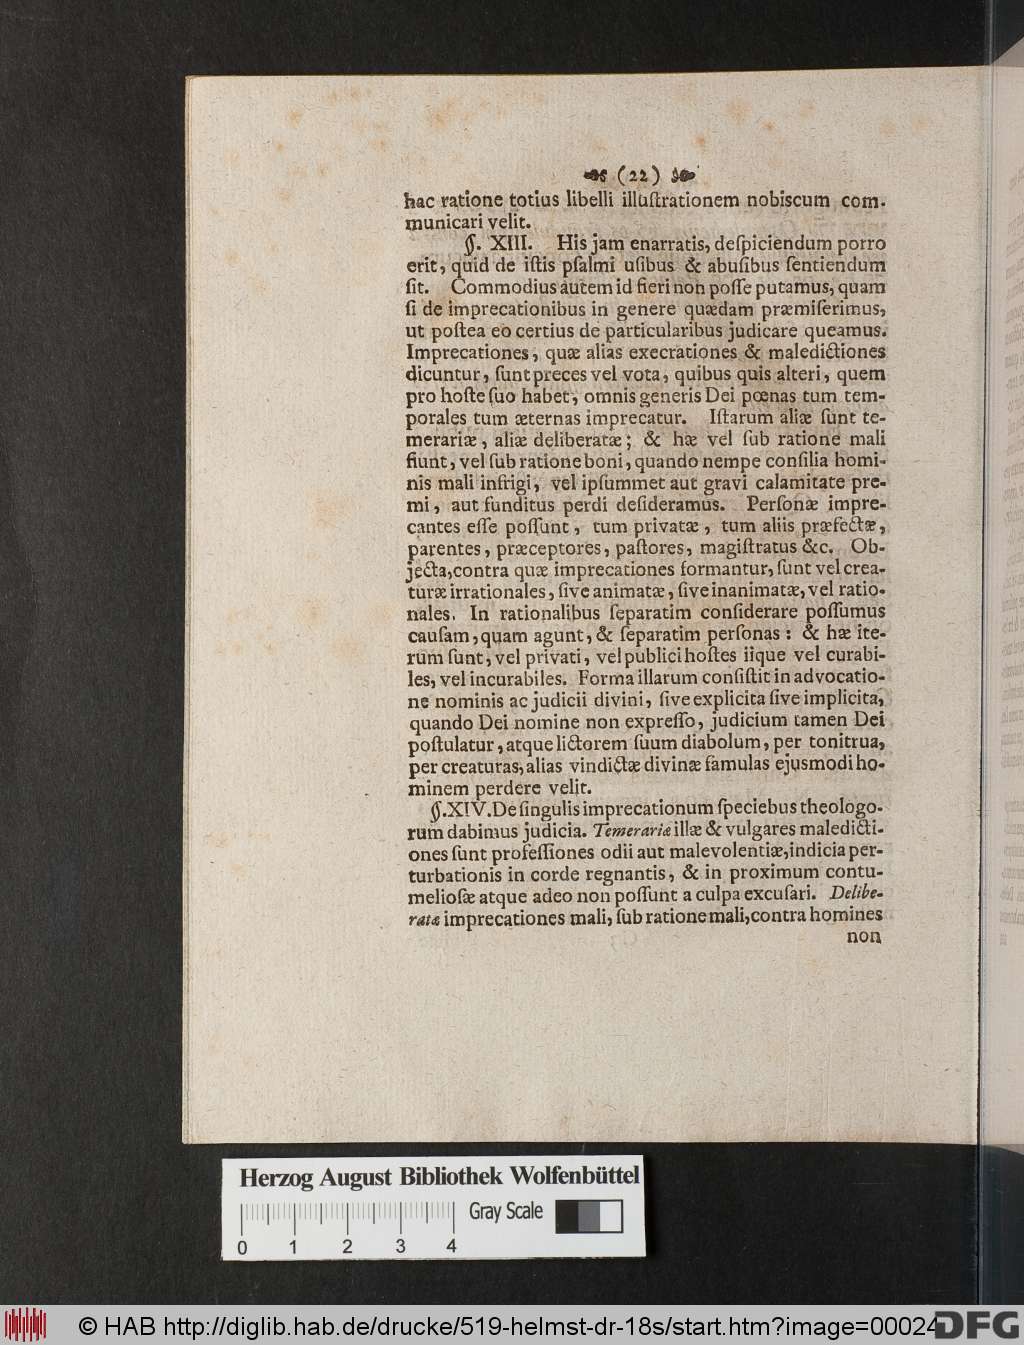 (22)
hac ratione totius libelli illuſtrationem nobiscum com-
municari velit.
§. XIII. His jam enarratis, deſpiciendum porro
erit, quid de iſtis pſalmi uſibus & abuſibus ſentiendum
ſit. Commodius autem id fieri non poſſe putamus, quam
ſi de imprecationibus in genere quædam præmiſerimus,
ut poſtea eo certius de particularibus judicare queamus.
Imprecationes, quæ alias execrationes & maledictiones
dicuntur, ſunt preces vel vota, quibus quis alteri, quem
pro hoſte ſuo habet, omnis generis Dei pœnas tum tem-
porales tum æternas imprecatur. Iſtarum aliæ ſunt te-
merariæ, aliæ deliberatæ; & hæ vel ſub ratione mali
fiunt, vel ſub ratione boni, quando nempe conſilia homi-
nis mali infrigi, vel ipſummet aut gravi calamitate pre-
mi, aut funditus perdi deſideramus. Perſonæ impre-
cantes eſſe poſſunt, tum privatæ, tum aliis præfectæ,
parentes, præceptores, paſtores, magiſtratus &c. Ob-
jecta, contra quæ imprecationes formantur, ſunt vel crea-
turæ irrationales, ſive animatæ, ſive inanimatæ, vel ratio-
nales. In rationalibus ſeparatim conſiderare poſſumus
cauſam, quam agunt, & ſeparatim perſonas: & hæ ite-
rum ſunt, vel privati, vel publici hoſtes iique vel curabi-
les, vel incurabiles. Forma illarum conſiſtit in advocatio-
ne nominis ac judicii divini, ſive explicita ſive implicita,
quando Dei nomine non expreſſo, judicium tamen Dei
poſtulatur, atque lictorem ſuum diabolum, per tonitrua,
per creaturas, alias vindictæ divinæ famulas ejusmodi ho-
minem perdere velit.
§. XIV. De ſingulis imprecationum ſpeciebus theologo-
rum dabimus judicia. Temerariæ illæ & vulgares maledicti-
ones ſunt profeſſiones odii aut malevolentiæ, indicia per-
turbationis in corde regnantis, & in proximum contu-
melioſæ atque adeo non poſſunt a culpa excuſari. Delibe-
ratæ imprecationes mali, ſub ratione mali, contra homines
non
Herzog August Bibliothek Wolfenbüttel
Gray Scale
0 1 2 3 4
© HAB http://diglib.hab.de/drucke/519-helmst-dr-18s/start.htm?image=00024
DFG